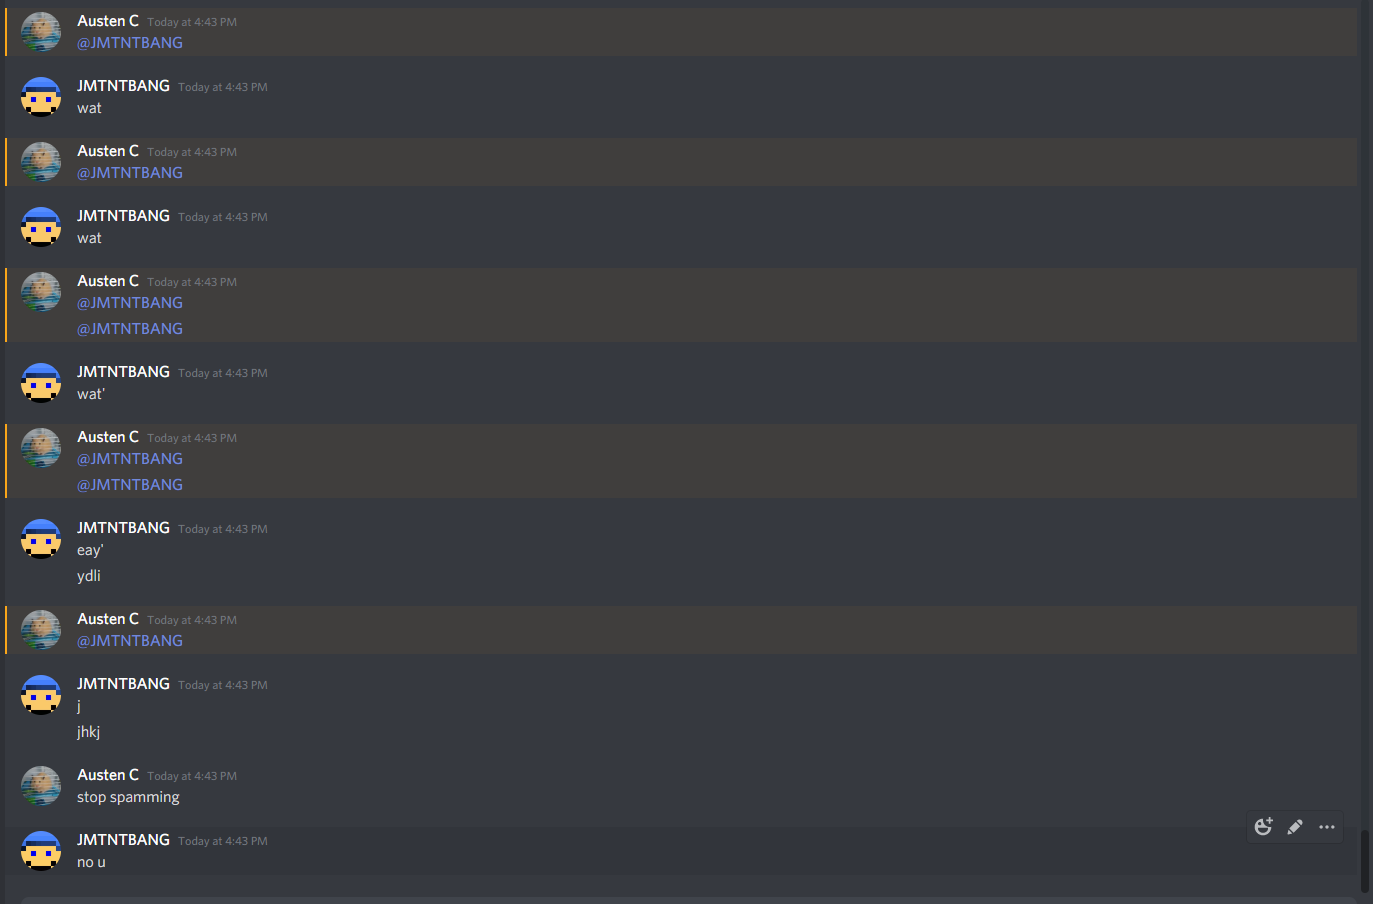 Austen C Today at 4:43 PM
@JMTNTBANG
JMTNTBANG Today at 4:43 PM
wat
Austen C Today at 4:43 PM
@JMTNTBANG
JMTNTBANG Today at 4:43 PM
wat
Austen C Today at 4:43 PM
@JMTNTBANG
@JMTNTBANG
JMTNTBANG Today at 4:43 PM
wat'
Austen C Today at 4:43 PM
@JMTNTBANG
@JMTNTBANG
JMTNTBANG Today at 4:43 PM
eay'
ydli
Austen C Today at 4:43 PM
@JMTNTBANG
JMTNTBANG Today at 4:43 PM
j
jhkj
Austen C Today at 4:43 PM
stop spamming
JMTNTBANG Today at 4:43 PM
no u